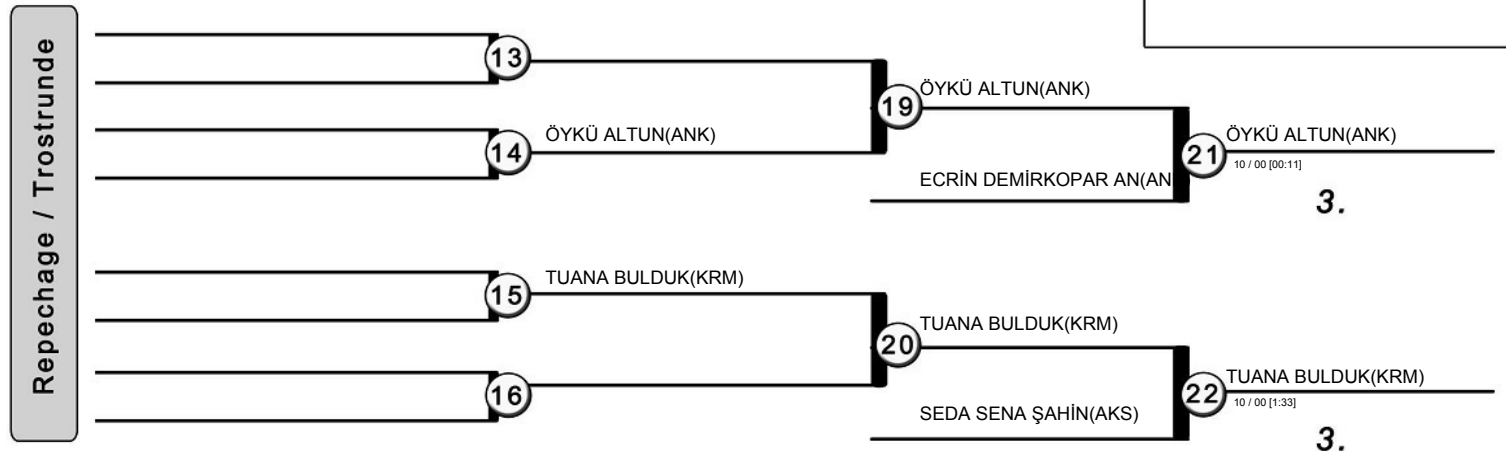 Repechage / Trostrunde
13
14
ÖYKÜ ALTUN(ANK)
19
ÖYKÜ ALTUN(ANK)
ECRİN DEMİRKOPAR AN(AN
21
ÖYKÜ ALTUN(ANK)
10 / 00 [00:11]
3.
15
TUANA BULDUK(KRM)
16
20
TUANA BULDUK(KRM)
SEDA SENA ŞAHİN(AKS)
22
TUANA BULDUK(KRM)
10 / 00 [1:33]
3.